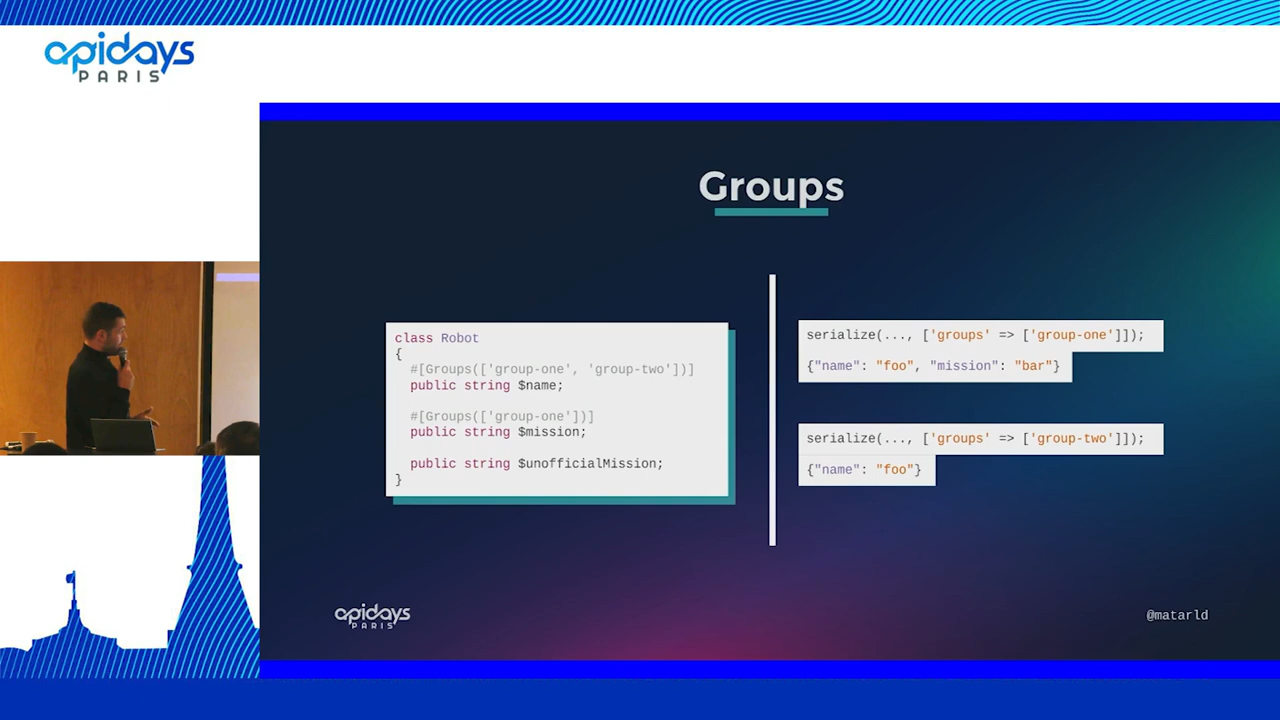 apidays
PARIS
Groups
class Robot
{
#[Groups(['group-one', 'group-two'])]
public string $name;
#[Groups(['group-one'])]
public string $mission;
public string $unofficialMission;
}
serialize(..., ['groups' => ['group-one']]);
{"name": "foo", "mission": "bar"}
serialize(..., ['groups' => ['group-two']]);
{"name": "foo"}
apidays
PARIS
@matarld